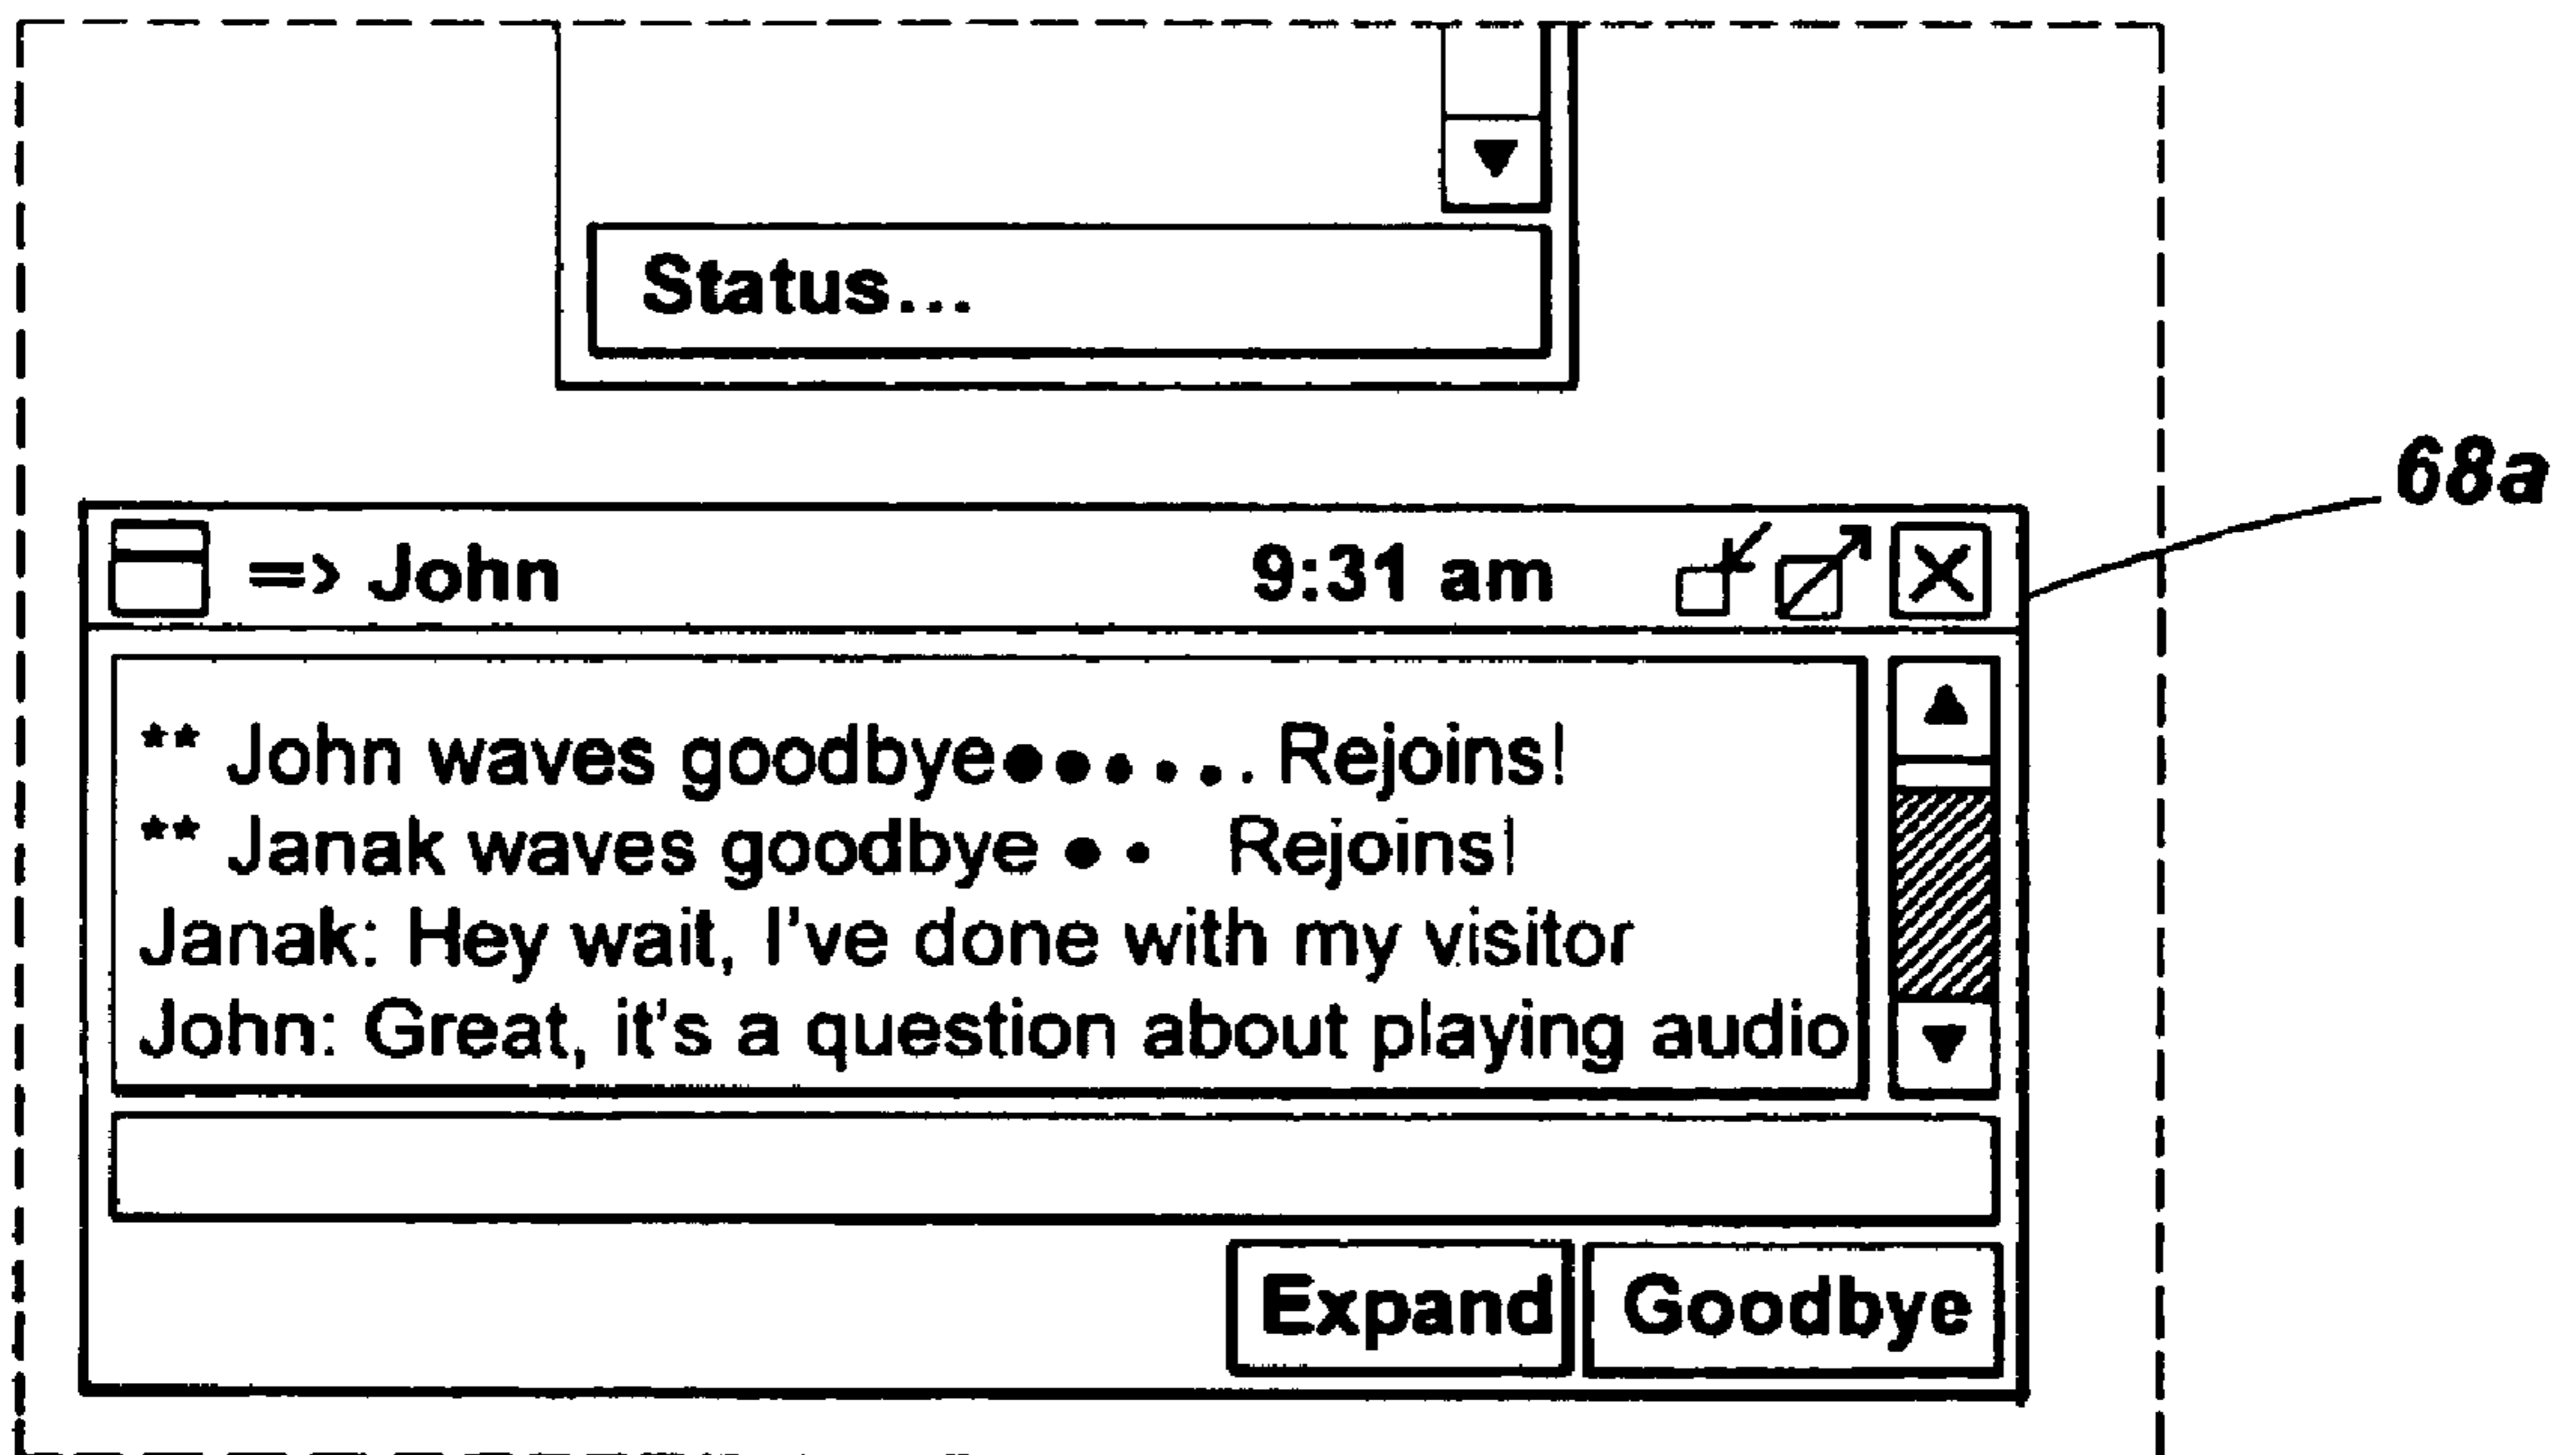 Status...
68a
=> John 9:31 am
** John waves goodbye●●●●●. Rejoins!
** Janak waves goodbye ● ● Rejoins!
Janak: Hey wait, I've done with my visitor
John: Great, it's a question about playing audio
Expand Goodbye